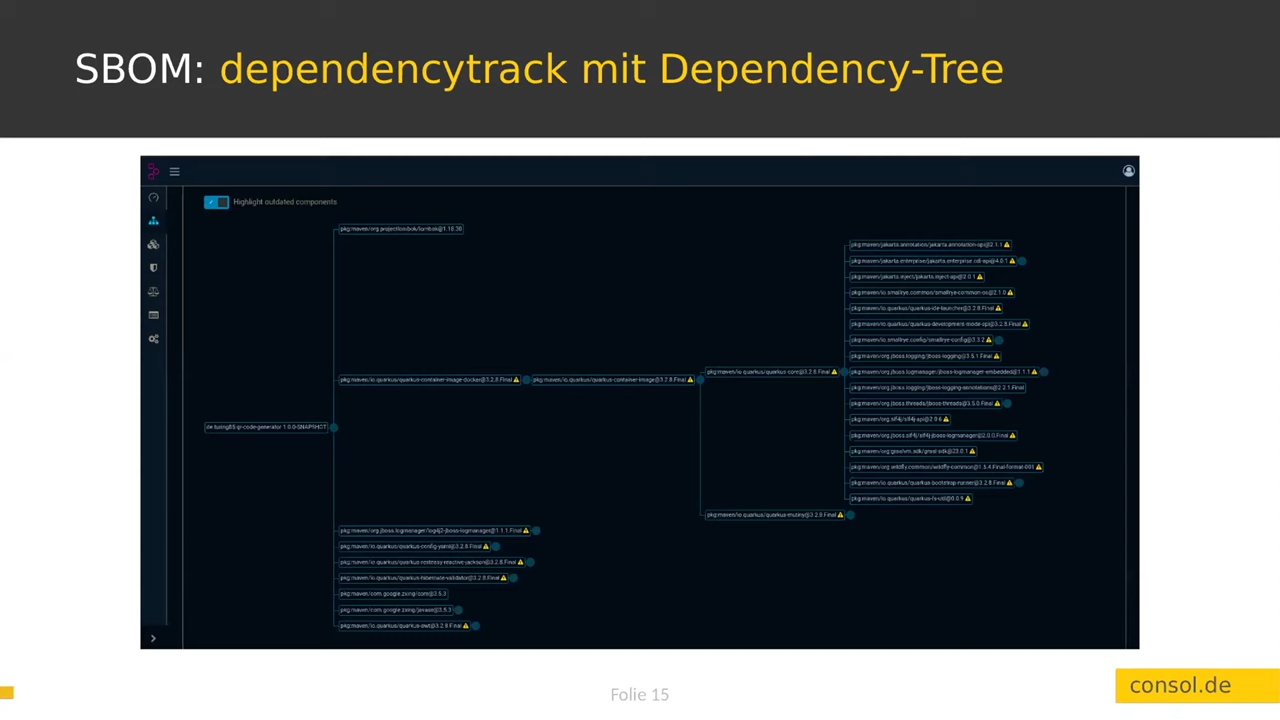 SBOM: dependencytrack mit Dependency-Tree
Highlight outdated components
pkg:maven/org.projectlombok/lombok@1.18.30
pkg:maven/jakarta.annotation/jakarta.annotation-api@2.1.1
pkg:maven/jakarta.enterprise/jakarta.enterprise.cdi-api@4.0.1
pkg:maven/jakarta.inject/jakarta.inject-api@2.0.1
pkg:maven/io.smallrye.common/smallrye-common-os@2.1.0
pkg:maven/io.quarkus/quarkus-ide-launcher@3.2.8.Final
pkg:maven/io.quarkus/quarkus-development-mode-spi@3.2.8.Final
pkg:maven/io.smallrye.config/smallrye-config@3.3.2
pkg:maven/org.jboss.logging/jboss-logging@3.5.1.Final
pkg:maven/io.quarkus/quarkus-container-image-docker@3.2.8.Final
pkg:maven/io.quarkus/quarkus-container-image@3.2.8.Final
pkg:maven/io.quarkus/quarkus-core@3.2.8.Final
pkg:maven/org.jboss.logmanager/jboss-logmanager-embedded@1.1.1
pkg:maven/org.jboss.logging/jboss-logging-annotations@2.2.1.Final
pkg:maven/org.jboss.threads/jboss-threads@3.5.0.Final
pkg:maven/org.slf4j/slf4j-api@2.0.6
de.tusing85:qr-code-generator 1.0.0-SNAPSHOT
pkg:maven/org.jboss.slf4j/slf4j-jboss-logmanager@2.0.0.Final
pkg:maven/org.graalvm.sdk/graal-sdk@23.0.1
pkg:maven/org.wildfly.common/wildfly-common@1.5.4.Final-format-001
pkg:maven/io.quarkus/quarkus-bootstrap-runner@3.2.8.Final
pkg:maven/io.quarkus/quarkus-fs-util@0.0.9
pkg:maven/io.quarkus/quarkus-mutiny@3.2.8.Final
pkg:maven/org.jboss.logmanager/log4j2-jboss-logmanager@1.1.1.Final
pkg:maven/io.quarkus/quarkus-config-yaml@3.2.8.Final
pkg:maven/io.quarkus/quarkus-resteasy-reactive-jackson@3.2.8.Final
pkg:maven/io.quarkus/quarkus-hibernate-validator@3.2.8.Final
pkg:maven/com.google.zxing/core@3.5.3
pkg:maven/com.google.zxing/javase@3.5.3
pkg:maven/io.quarkus/quarkus-awt@3.2.8.Final
Folie 15
consol.de